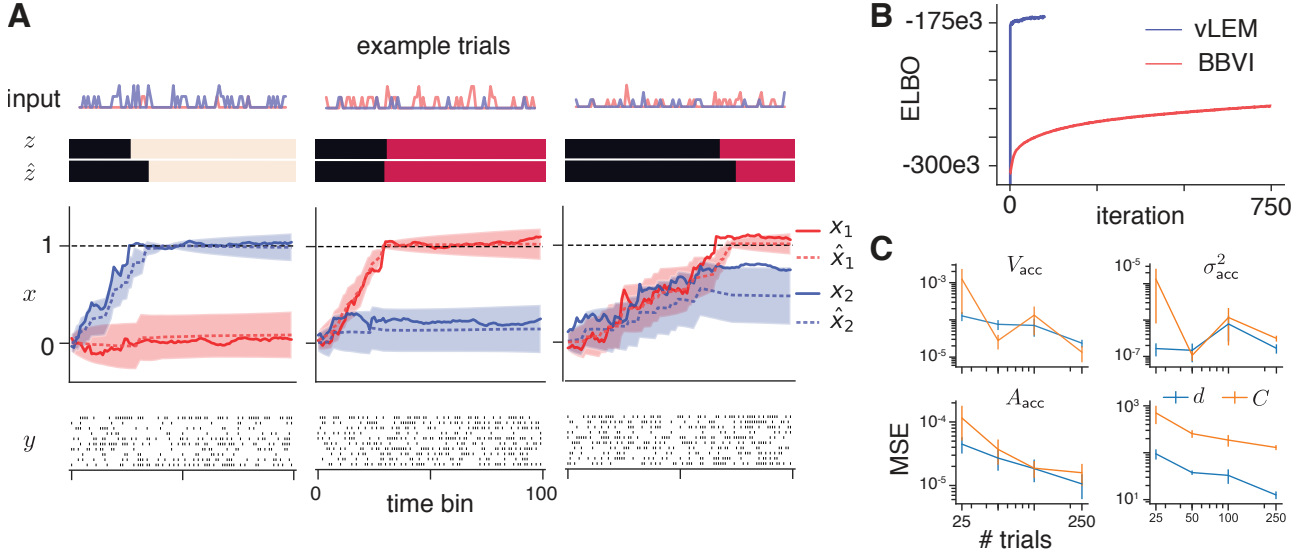 A
example trials
input
z
ẑ
x
1
0
x₁
x̂₁
x₂
x̂₂
y
0
100
time bin
B
-175e3
-300e3
ELBO
vLEM
BBVI
0
750
iteration
C
V_acc
10⁻³
10⁻⁵
σ²_acc
10⁻⁵
10⁻⁷
A_acc
10⁻⁴
10⁻⁵
25
250
d
C
10³
10¹
25
50
100
250
MSE
# trials